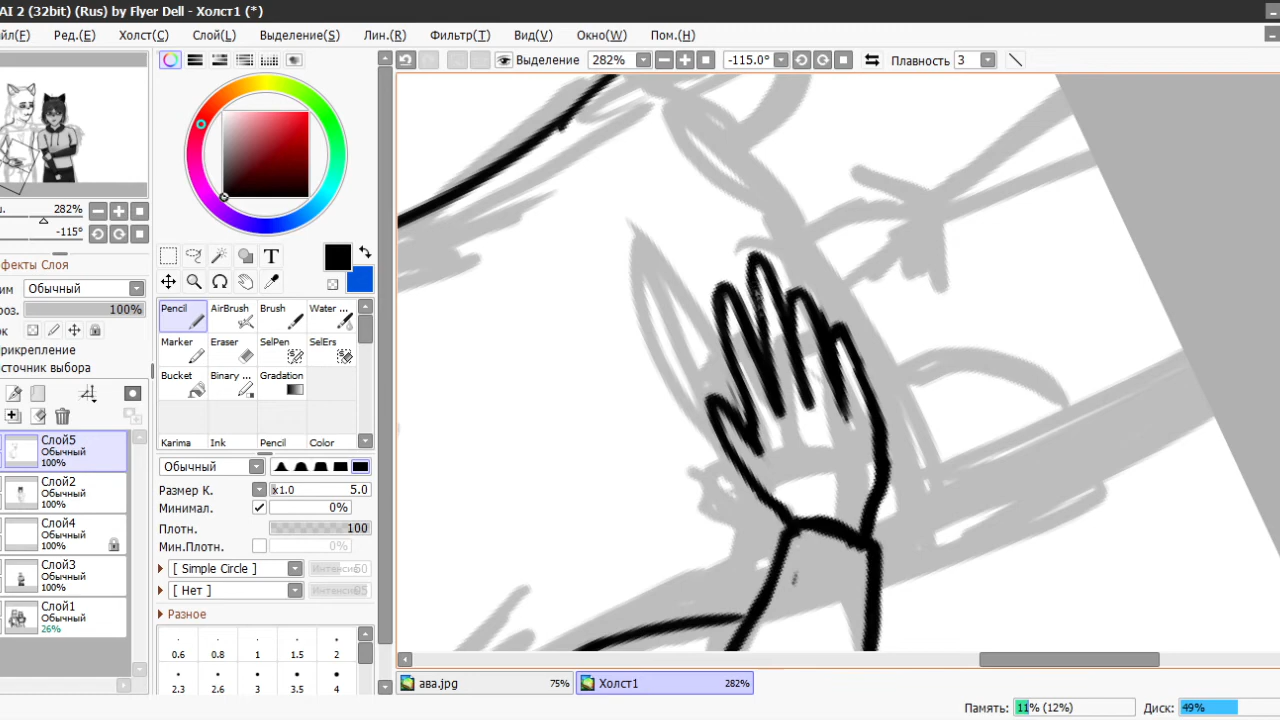 AI 2 (32bit) (Rus) by Flyer Dell - Холст1 (*)
йл(F) Ред.(E) Холст(C) Слой(L) Выделение(S) Лин.(R) Фильтр(T) Вид(V) Окно(W) Пом.(H)
Выделение 282% -115.0° Плавность 3
282%
-115°
фекты Слоя
Обычный
100%
рикрепление
сточник выбора
Слой5
Обычный
100%
Слой2
Обычный
100%
Слой4
Обычный
100%
Слой3
Обычный
100%
Слой1
Обычный
26%
T
Pencil AirBrush Brush Water ...
Marker Eraser SelPen SelErs
Bucket Binary ... Gradation
Karima Ink Pencil Color
Обычный
Размер К. x1.0 5.0
Минимал. 0%
Плотн. 100
Мин.Плотн. 0%
[ Simple Circle ]
[ Нет ]
Разное
0.6 0.8 1 1.5 2
2.3 2.6 3 3.5 4
ава.jpg 75% Холст1 282%
Память: 11% (12%) Диск: 49%